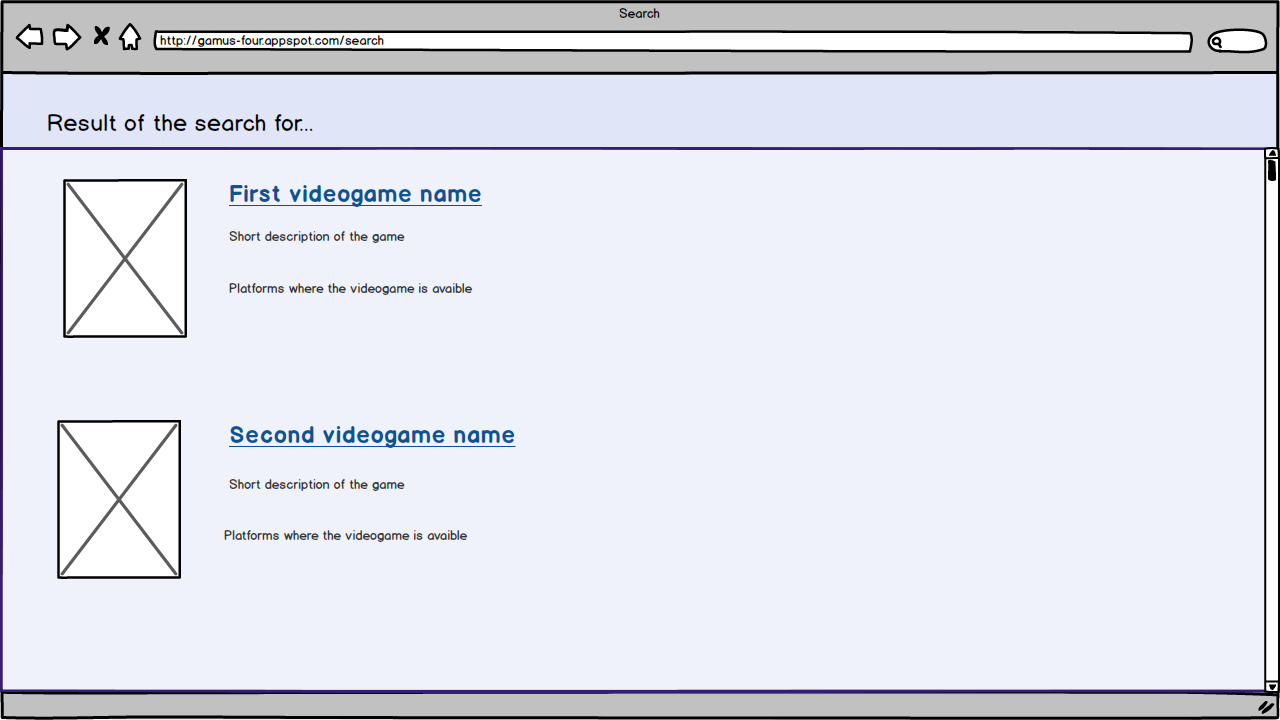 Search
http://gamus-four.appspot.com/search
Result of the search for...
First videogame name
Short description of the game
Platforms where the videogame is avaible
Second videogame name
Short description of the game
Platforms where the videogame is avaible